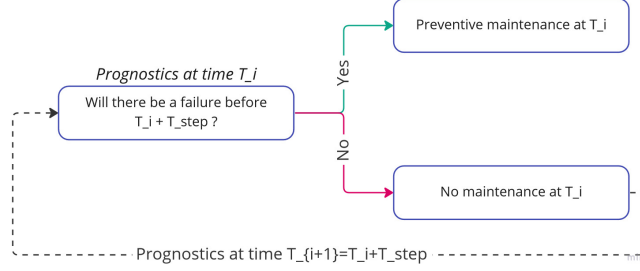 Preventive maintenance at T_i
Prognostics at time T_i
Yes
Will there be a failure before
T_i + T_step ?
No
No maintenance at T_i
Prognostics at time T_{i+1}=T_i+T_step